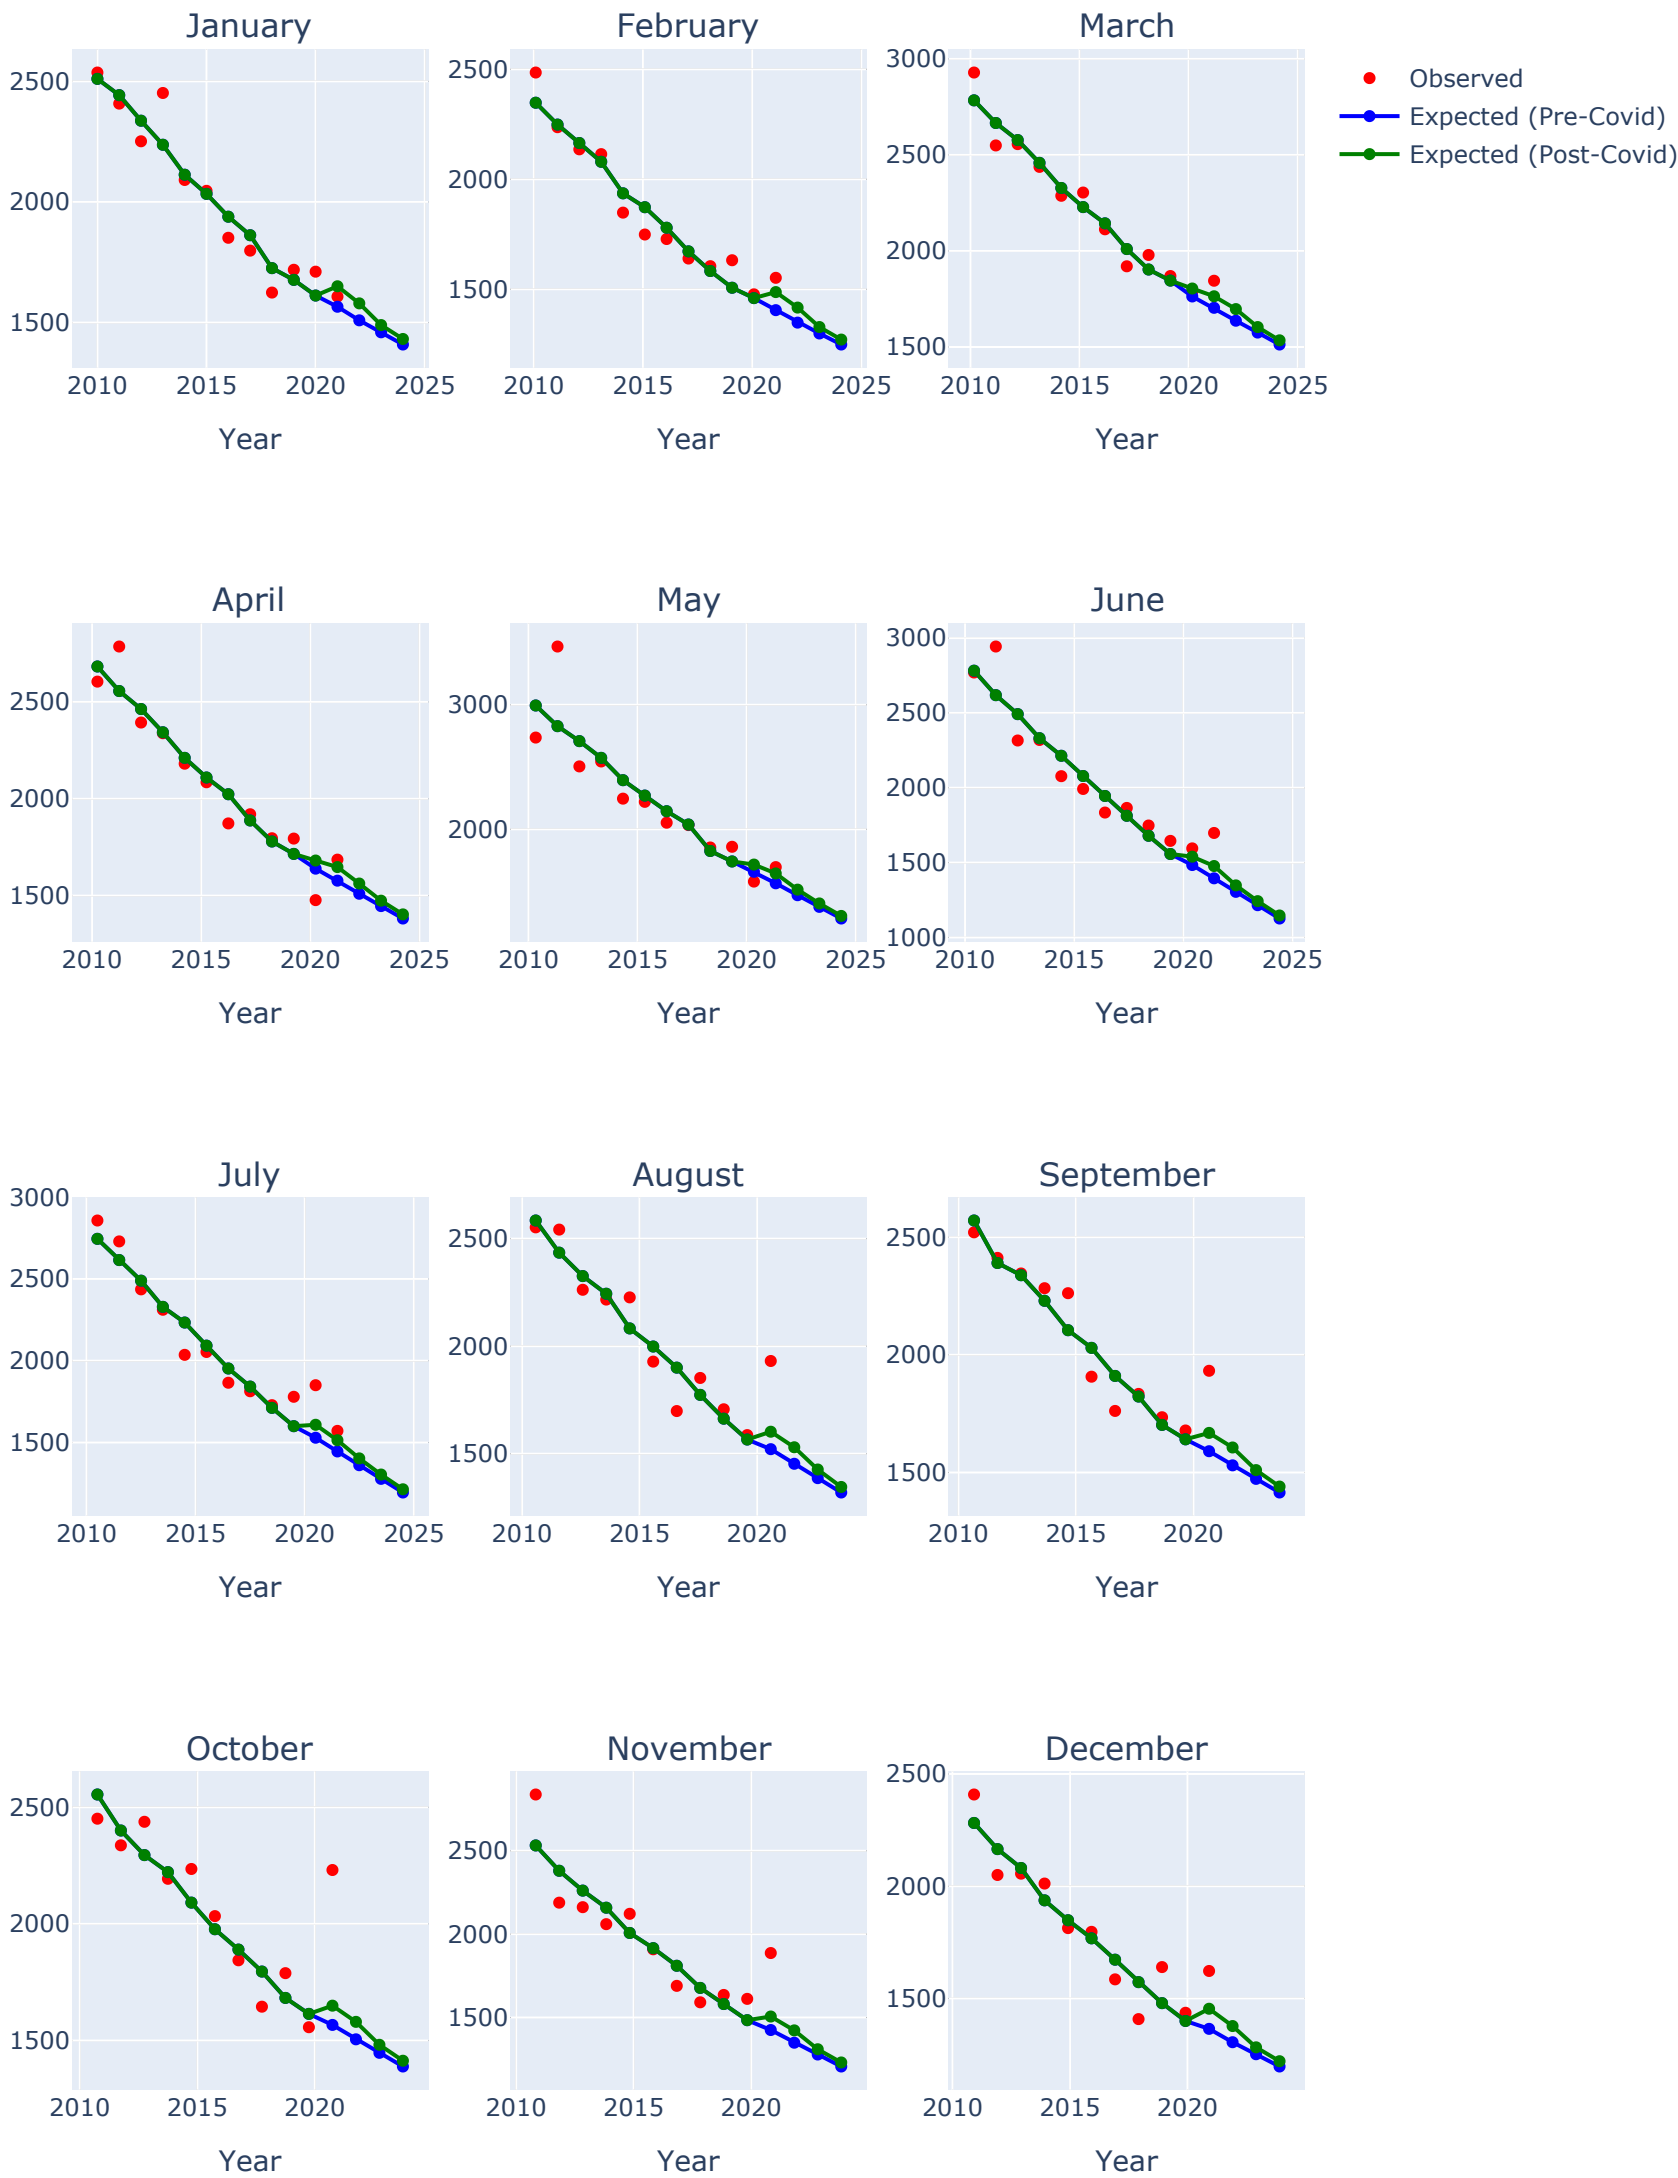 January February March
Observed
Expected (Pre-Covid)
Expected (Post-Covid)
2500
2000
1500
2010 2015 2020 2025
Year
2500
2000
1500
2010 2015 2020 2025
Year
3000
2500
2000
1500
2010 2015 2020 2025
Year
April May June
2500
2000
1500
2010 2015 2020 2025
Year
3000
2000
2010 2015 2020 2025
Year
3000
2500
2000
1500
1000
2010 2015 2020 2025
Year
July August September
3000
2500
2000
1500
2010 2015 2020 2025
Year
2500
2000
1500
2010 2015 2020
Year
2500
2000
1500
2010 2015 2020
Year
October November December
2500
2000
1500
2010 2015 2020
Year
2500
2000
1500
2010 2015 2020
Year
2500
2000
1500
2010 2015 2020
Year